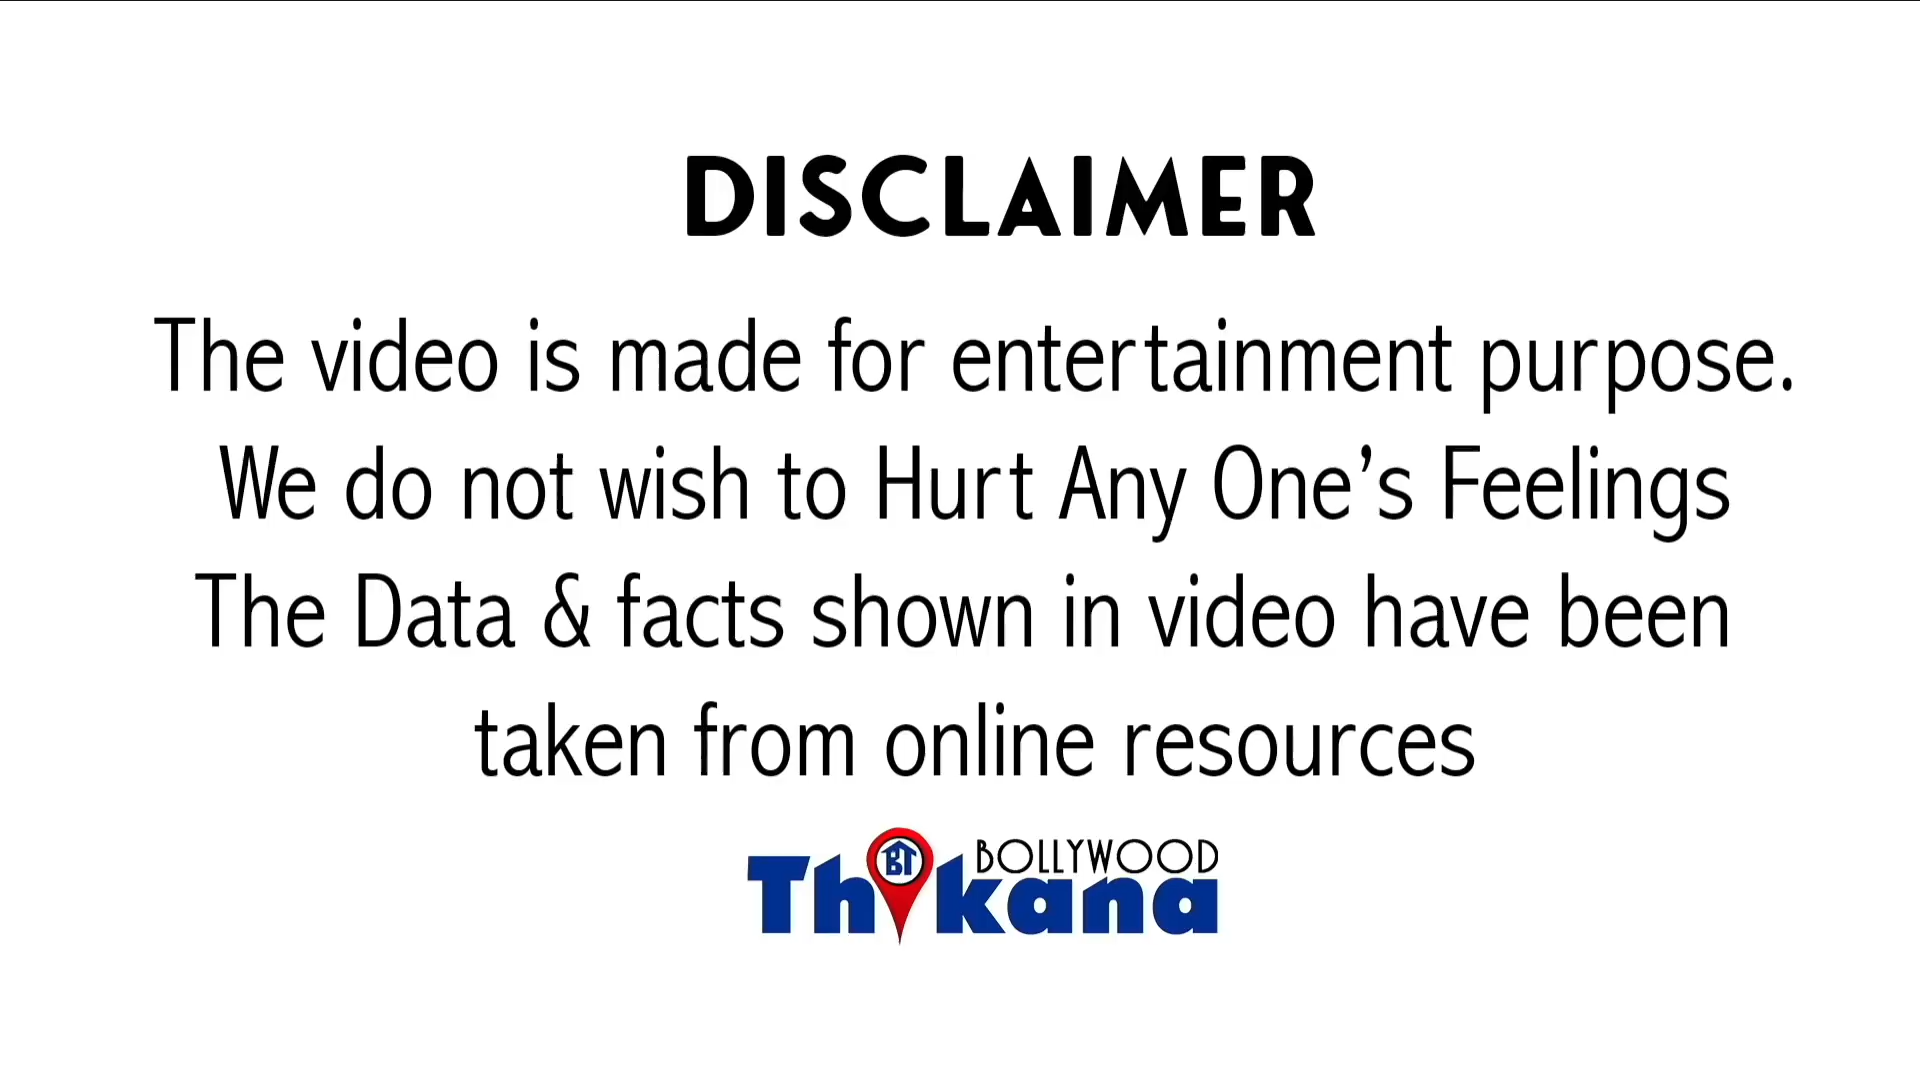 DISCLAIMER
The video is made for entertainment purpose.
We do not wish to Hurt Any One’s Feelings
The Data & facts shown in video have been
taken from online resources
BT
BOLLYWOOD
Thikana